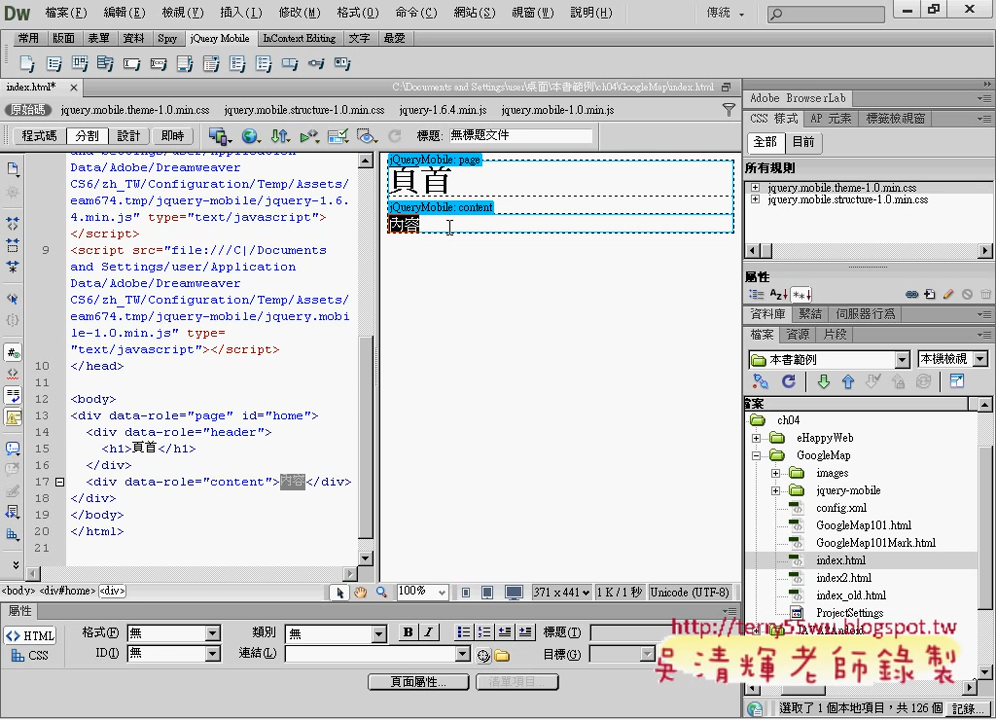 Dw 檔案(F) 編輯(E) 檢視(V) 插入(I) 修改(M) 格式(O) 命令(C) 網站(S) 視窗(W) 說明(H) 傳統
常用 版面 表單 資料 Spry jQuery Mobile InContext Editing 文字 最愛
index.html* C:\Documents and Settings\user\桌面\本書範例\ch04\GoogleMap\index.html
原始碼 jquery.mobile.theme-1.0.min.css jquery.mobile.structure-1.0.min.css jquery-1.6.4.min.js jquery.mobile-1.0.min.js
程式碼 分割 設計 即時 標題: 無標題文件
and Settings/user/Application
Data/Adobe/Dreamweaver
CS6/zh_TW/Configuration/Temp/Assets/
eam674.tmp/jquery-mobile/jquery-1.6.
4.min.js" type="text/javascript">
</script>
9 <script src="file:///C|/Documents
and Settings/user/Application
Data/Adobe/Dreamweaver
CS6/zh_TW/Configuration/Temp/Assets/
eam674.tmp/jquery-mobile/jquery.mobi
le-1.0.min.js" type=
"text/javascript"></script>
10 </head>
11
12 <body>
13 <div data-role="page" id="home">
14 <div data-role="header">
15 <h1>頁首</h1>
16 </div>
17 <div data-role="content">內容</div>
18 </div>
19 </body>
20 </html>
21
jQueryMobile: page
頁首
jQueryMobile: content
內容
<body> <div#home> <div> 100% 371 x 441 1 K / 1 秒 Unicode (UTF-8)
屬性
<> HTML 格式(F) 無 類別 無 B I 標題(T)
CSS ID(I) 無 連結(L) 目標(G)
頁面屬性... 清單項目...
Adobe BrowserLab
CSS 樣式 AP 元素 標籤檢視窗
全部 目前
所有規則
jquery.mobile.theme-1.0.min.css
jquery.mobile.structure-1.0.min.css
屬性
資料庫 繫結 伺服器行為
檔案 資源 片段
本書範例 本機檢視
檔案
ch04
eHappyWeb
GoogleMap
images
jquery-mobile
config.xml
GoogleMap101.html
GoogleMap101Mark.html
index.html
index2.html
index_old.html
ProjectSettings
http://terry55wu.blogspot.tw
吳清輝老師錄製
選取了 1 個本地項目,共 126 個 記錄...